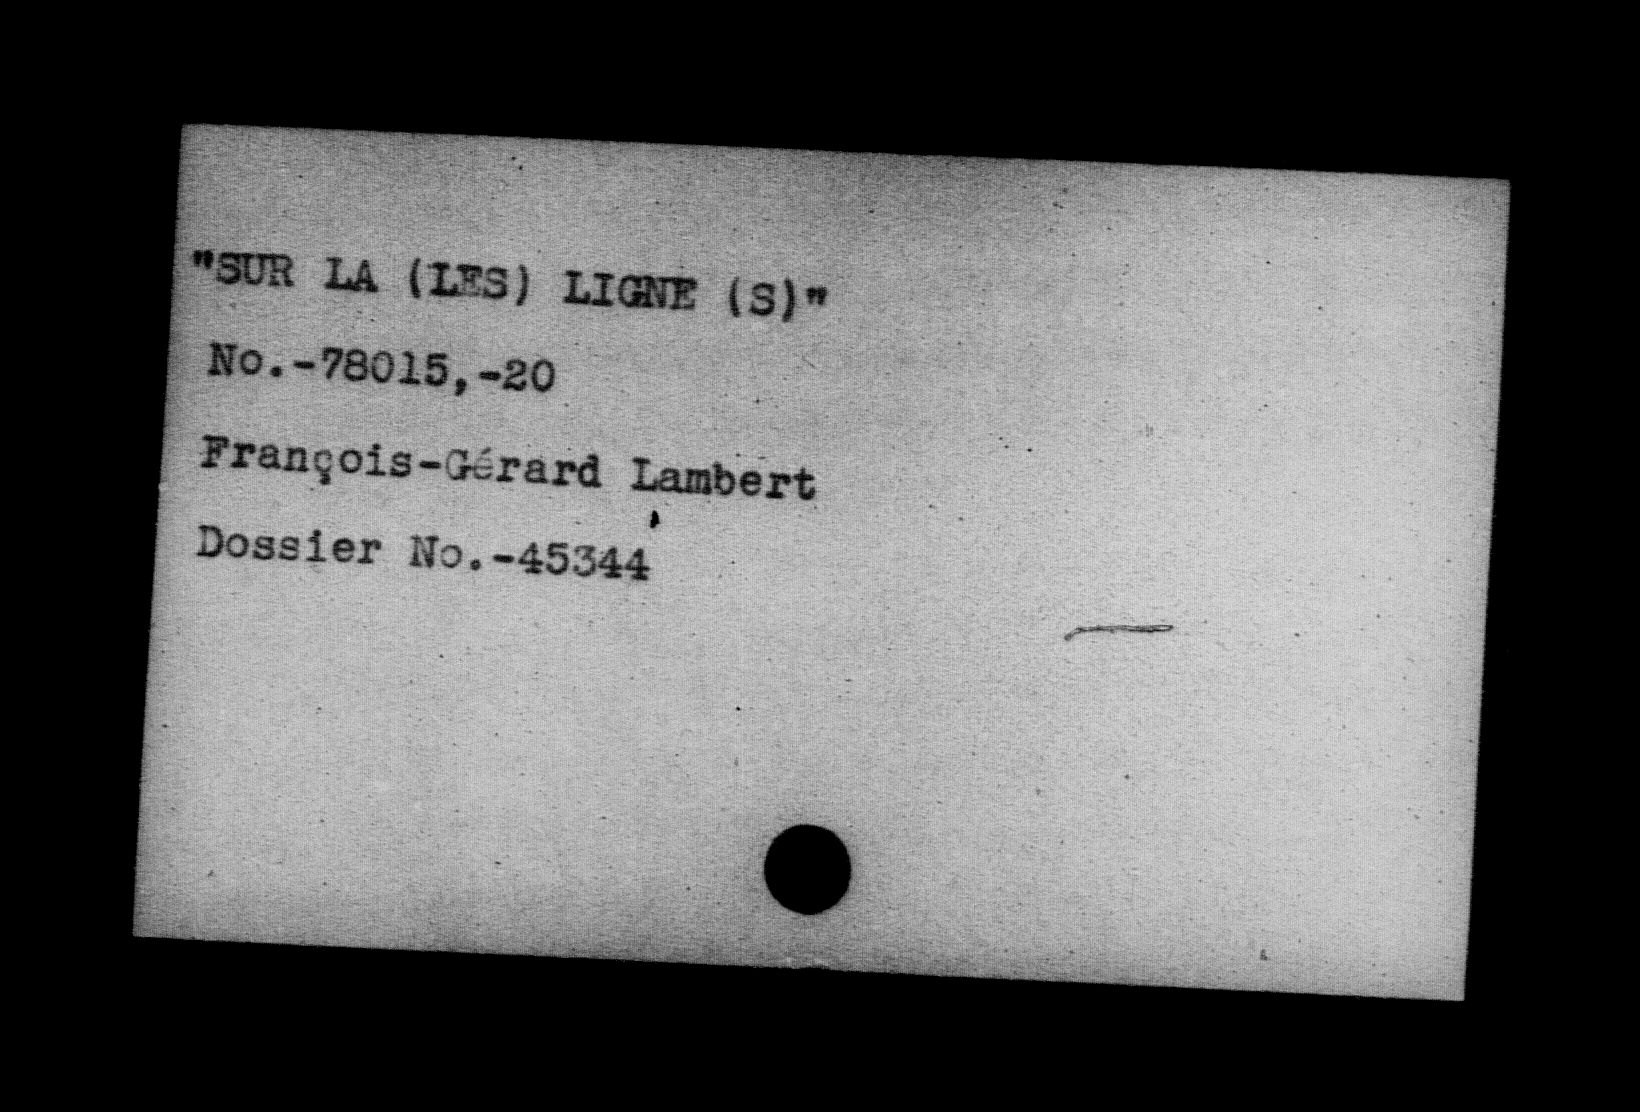 "SUR LA (LES) LIGNE (S)"
No.-78015,-20
François-Gérard Lambert
Dossier No.-45344